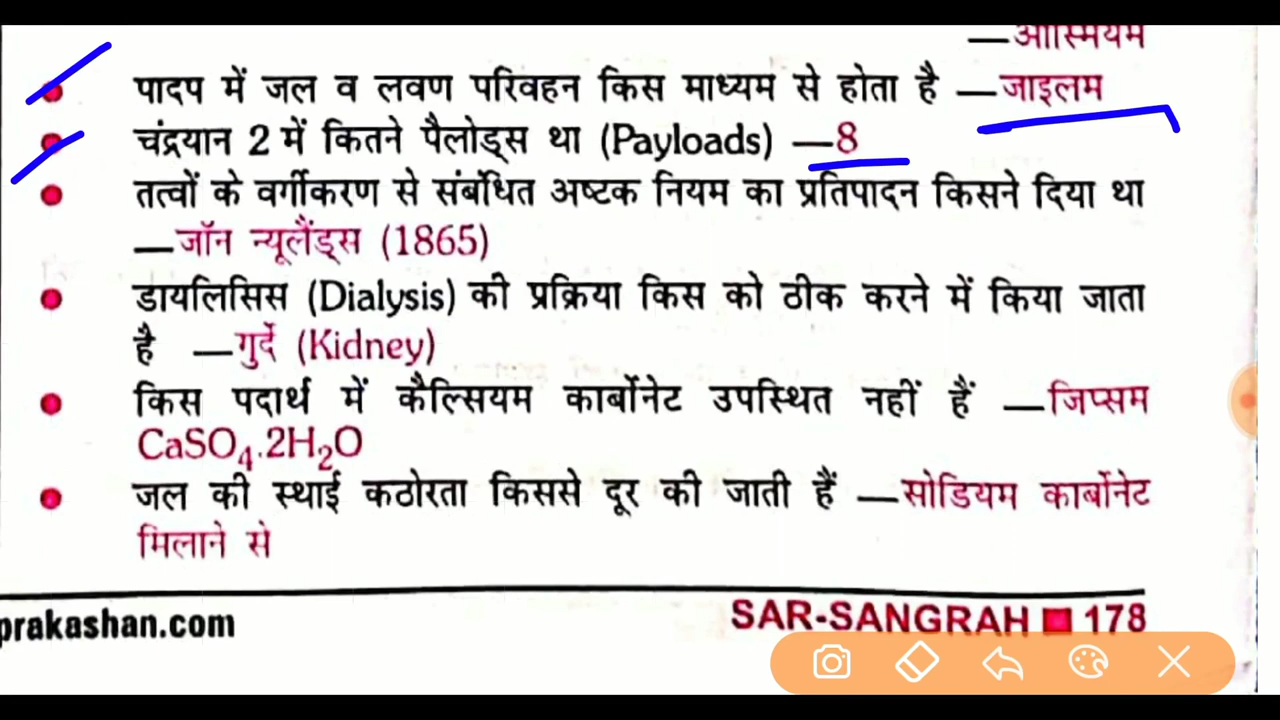 —ऑस्मियम
पादप में जल व लवण परिवहन किस माध्यम से होता है —जाइलम
चंद्रयान 2 में कितने पैलोड्स था (Payloads) —8
तत्वों के वर्गीकरण से संबंधित अष्टक नियम का प्रतिपादन किसने दिया था
—जॉन न्यूलैंड्स (1865)
डायलिसिस (Dialysis) की प्रक्रिया किस को ठीक करने में किया जाता
है —गुर्दे (Kidney)
किस पदार्थ में कैल्सियम कार्बोनेट उपस्थित नहीं हैं —जिप्सम
CaSO₄.2H₂O
जल की स्थाई कठोरता किससे दूर की जाती हैं —सोडियम कार्बोनेट
मिलाने से
prakashan.com SAR-SANGRAH ■ 178